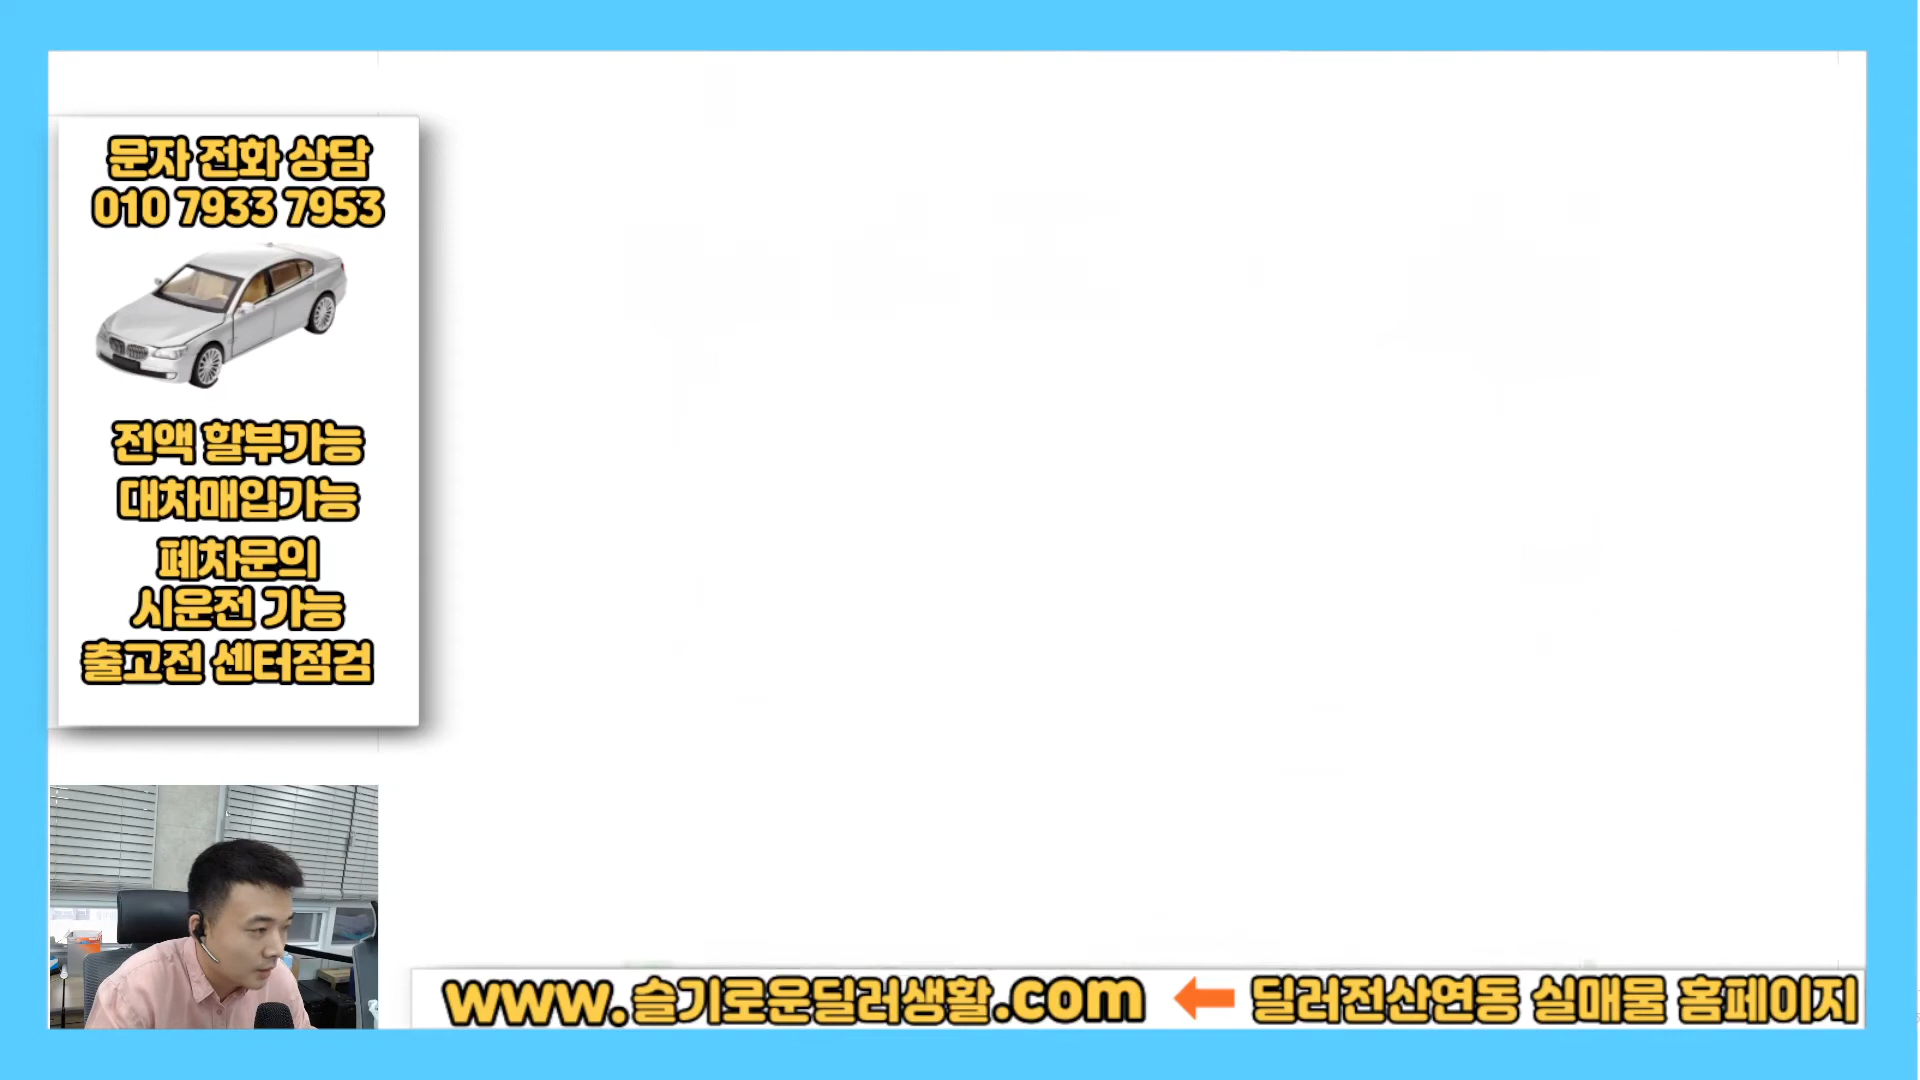 문자 전화 상담
010 7933 7953
전액 할부가능
대차매입가능
폐차문의
시운전 가능
출고전 센터점검
www.슬기로운딜러생활.com ← 딜러전산연동 실매물 홈페이지